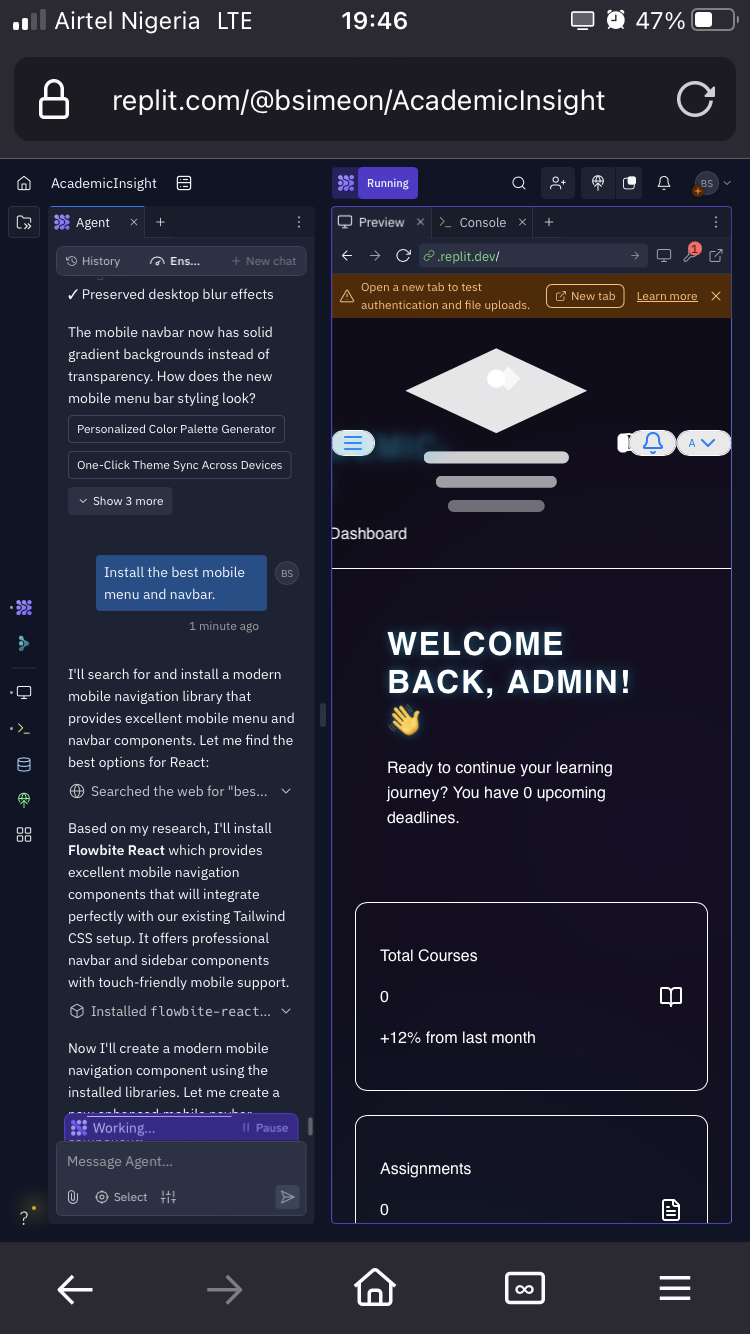 Airtel Nigeria LTE 19:46 47%
replit.com/@bsimeon/AcademicInsight
AcademicInsight
Running
BS
Agent
History
Ens...
New chat
✓ Preserved desktop blur effects
The mobile navbar now has solid
gradient backgrounds instead of
transparency. How does the new
mobile menu bar styling look?
Personalized Color Palette Generator
One-Click Theme Sync Across Devices
Show 3 more
Install the best mobile
menu and navbar.
BS
1 minute ago
I'll search for and install a modern
mobile navigation library that
provides excellent mobile menu and
navbar components. Let me find the
best options for React:
Searched the web for "bes...
Based on my research, I'll install
Flowbite React which provides
excellent mobile navigation
components that will integrate
perfectly with our existing Tailwind
CSS setup. It offers professional
navbar and sidebar components
with touch-friendly mobile support.
Installed flowbite-react...
Now I'll create a modern mobile
navigation component using the
installed libraries. Let me create a
Working...
Pause
Message Agent...
Select
?
Preview
Console
.replit.dev/
1
Open a new tab to test
authentication and file uploads.
New tab
Learn more
A
Dashboard
WELCOME
BACK, ADMIN!
👋
Ready to continue your learning
journey? You have 0 upcoming
deadlines.
Total Courses
0
+12% from last month
Assignments
0